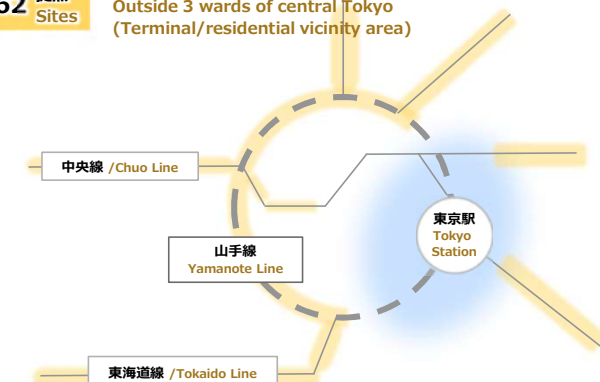 Sites
Outside 3 wards of central Tokyo
(Terminal/residential vicinity area)
中央線 /Chuo Line
東京駅
Tokyo
Station
山手線
Yamanote Line
東海道線 /Tokaido Line